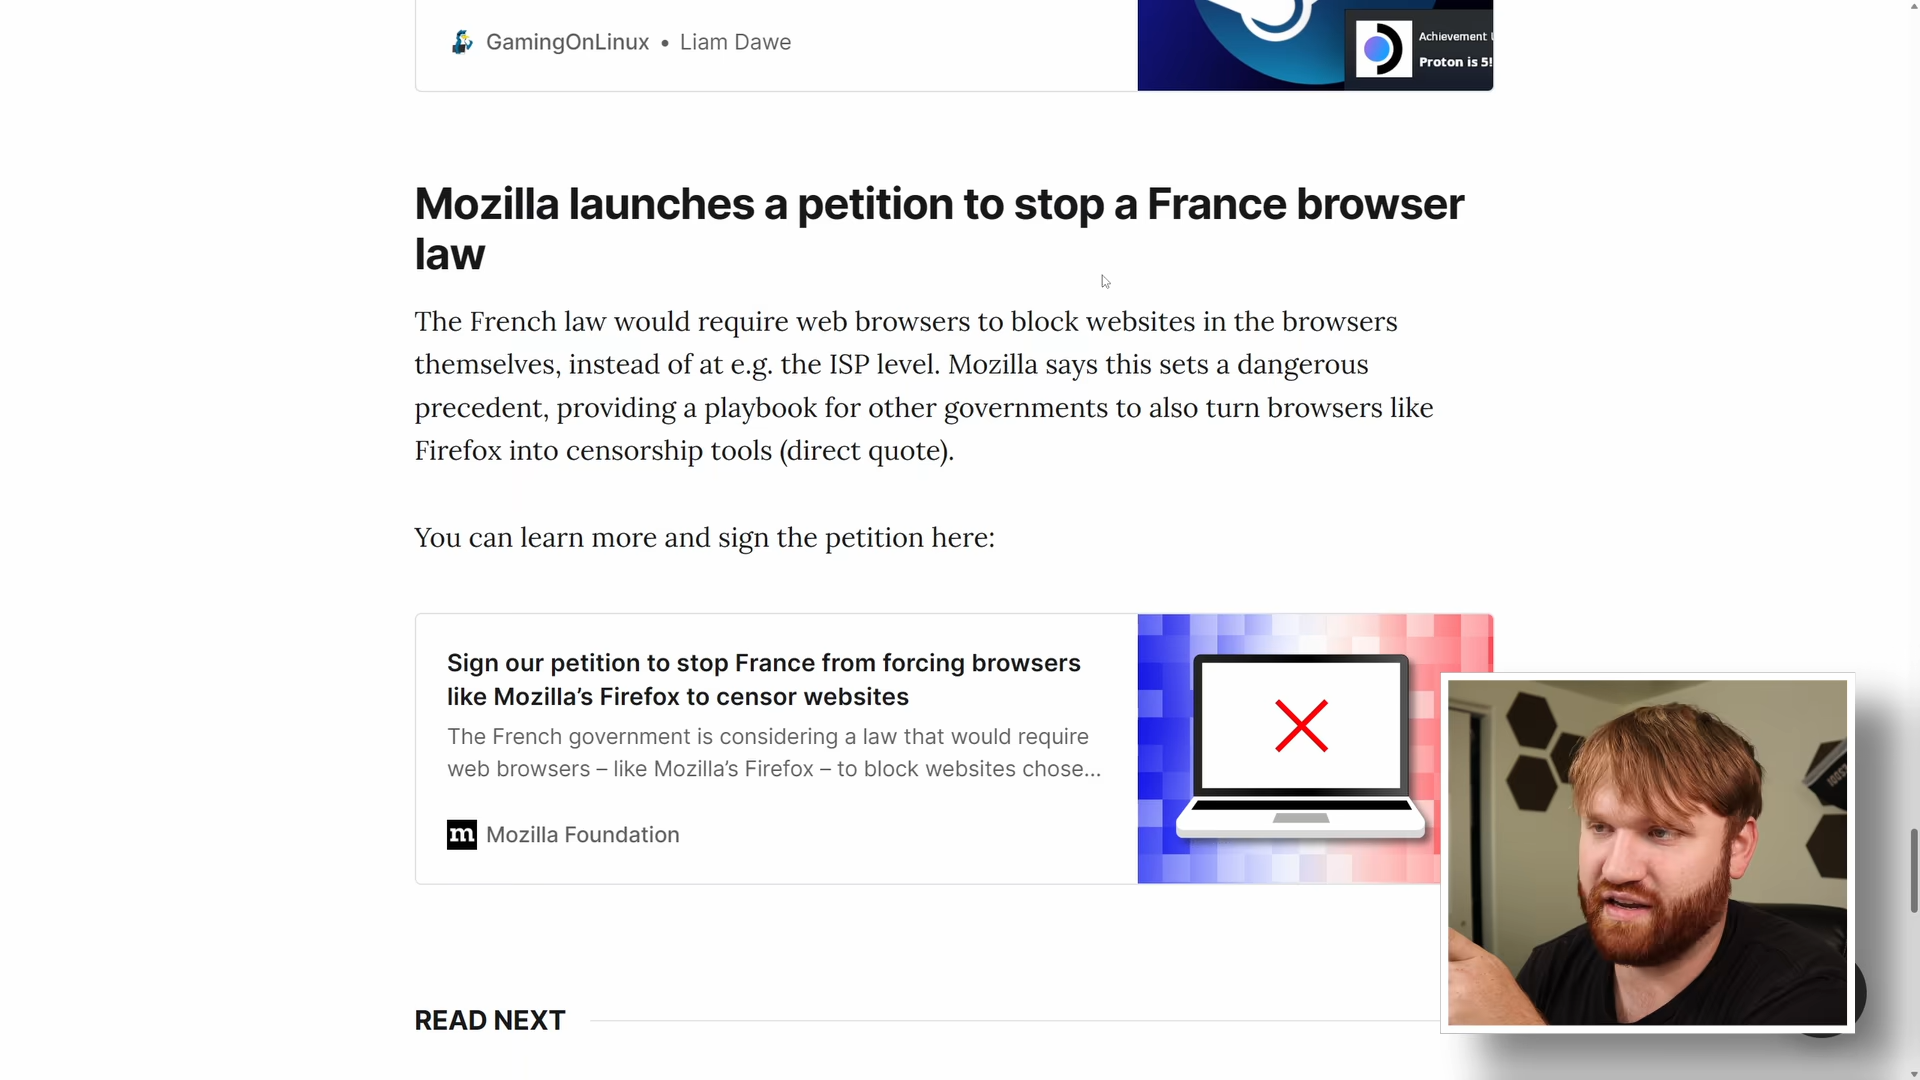 GamingOnLinux • Liam Dawe
Achievement
Proton is 5!
Mozilla launches a petition to stop a France browser
law
The French law would require web browsers to block websites in the browsers
themselves, instead of at e.g. the ISP level. Mozilla says this sets a dangerous
precedent, providing a playbook for other governments to also turn browsers like
Firefox into censorship tools (direct quote).
You can learn more and sign the petition here:
Sign our petition to stop France from forcing browsers
like Mozilla’s Firefox to censor websites
The French government is considering a law that would require
web browsers – like Mozilla’s Firefox – to block websites chose...
m Mozilla Foundation
READ NEXT